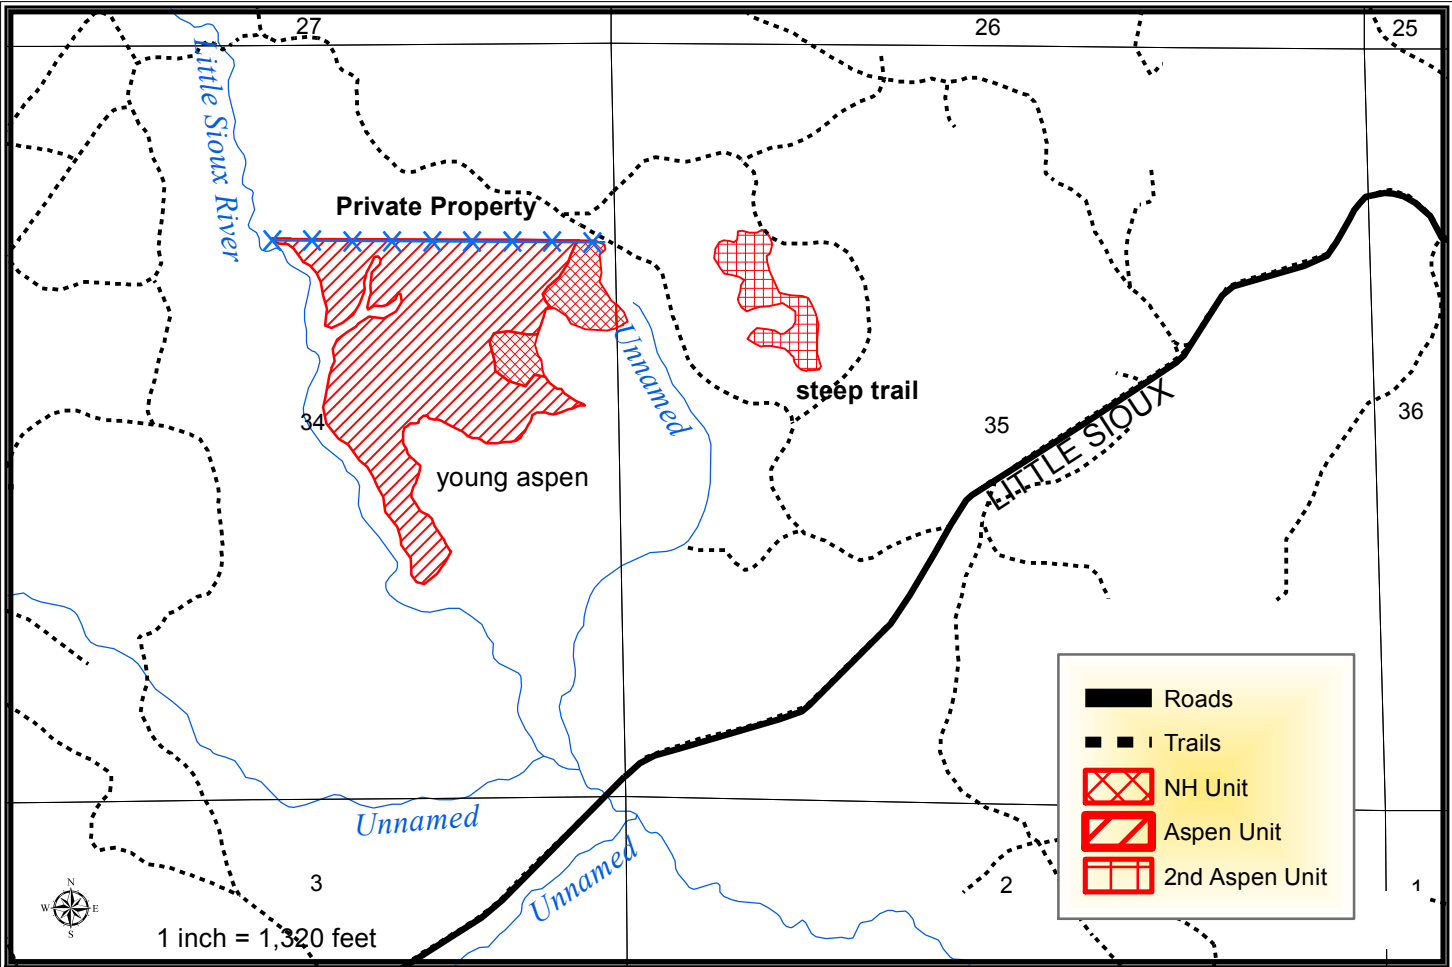 27
26
25
Little Sioux River
Private Property
Unnamed
steep trail
34
35
36
LITTLE SIOUX
young aspen
Roads
Trails
NH Unit
Aspen Unit
2nd Aspen Unit
Unnamed
Unnamed
3
2
1
N
W
E
S
1 inch = 1,320 feet